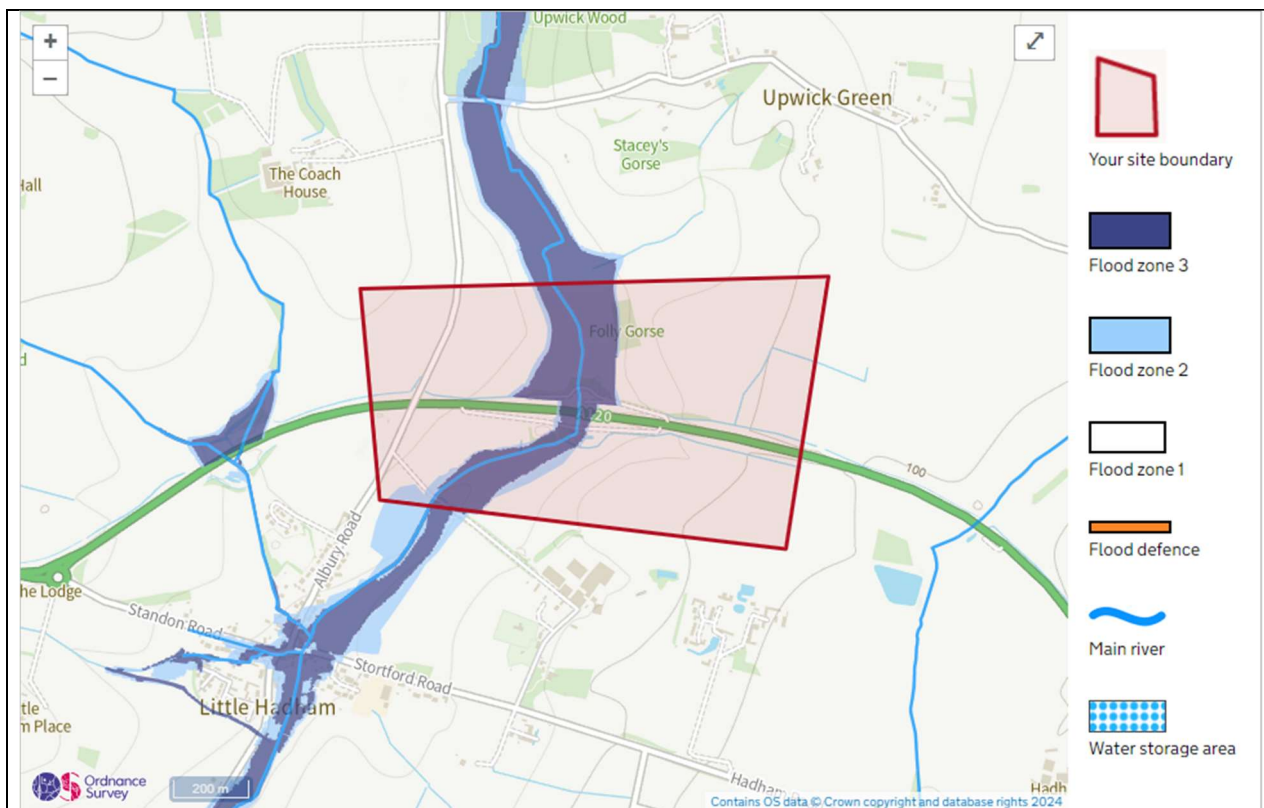 +
−
Upwick Wood
Upwick Green
Stacey's
Gorse
The Coach
House
Hall
Folly Gorse
100
Albury Road
he Lodge
Standon Road
Stortford Road
Little Hadham
ttle
m Place
Hadh
Ordnance
Survey
200 m
Contains OS data © Crown copyright and database rights 2024
Your site boundary
Flood zone 3
Flood zone 2
Flood zone 1
Flood defence
Main river
Water storage area